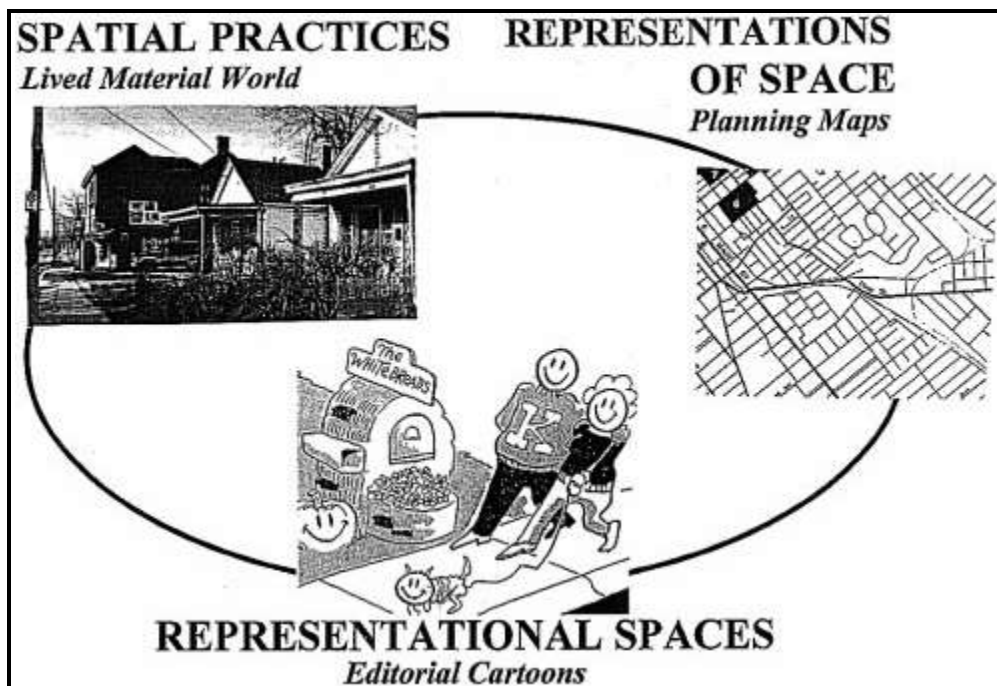 SPATIAL PRACTICES
Lived Material World
REPRESENTATIONS
OF SPACE
Planning Maps
The
WHITEBREADS
K
REPRESENTATIONAL SPACES
Editorial Cartoons